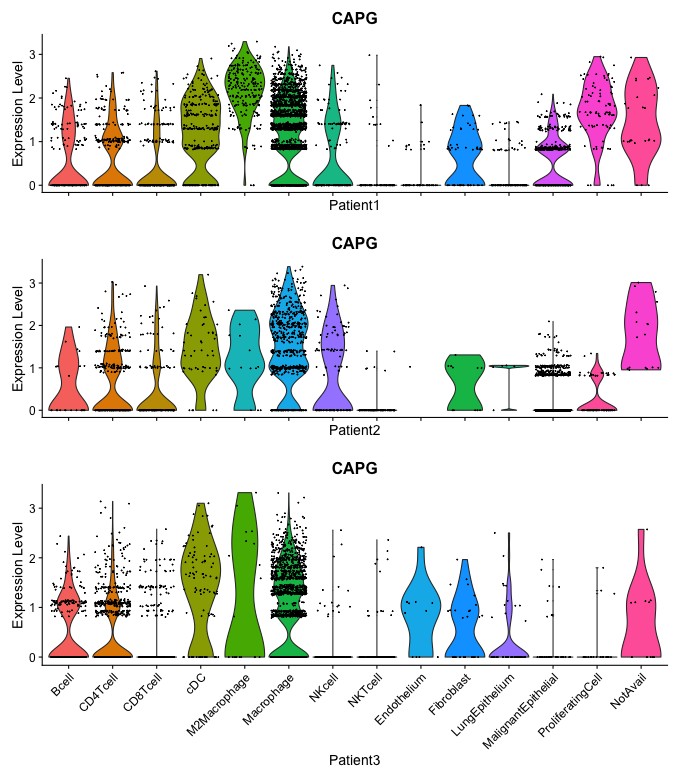 CAPG
Expression Level
3
2
1
0
Patient1
CAPG
Expression Level
3
2
1
0
Patient2
CAPG
Expression Level
3
2
1
0
Bcell
CD4Tcell
CD8Tcell
cDC
M2Macrophage
Macrophage
NKcell
NKTcell
Endothelium
Fibroblast
LungEpithelium
MalignantEpithelial
ProliferatingCell
NotAvail
Patient3